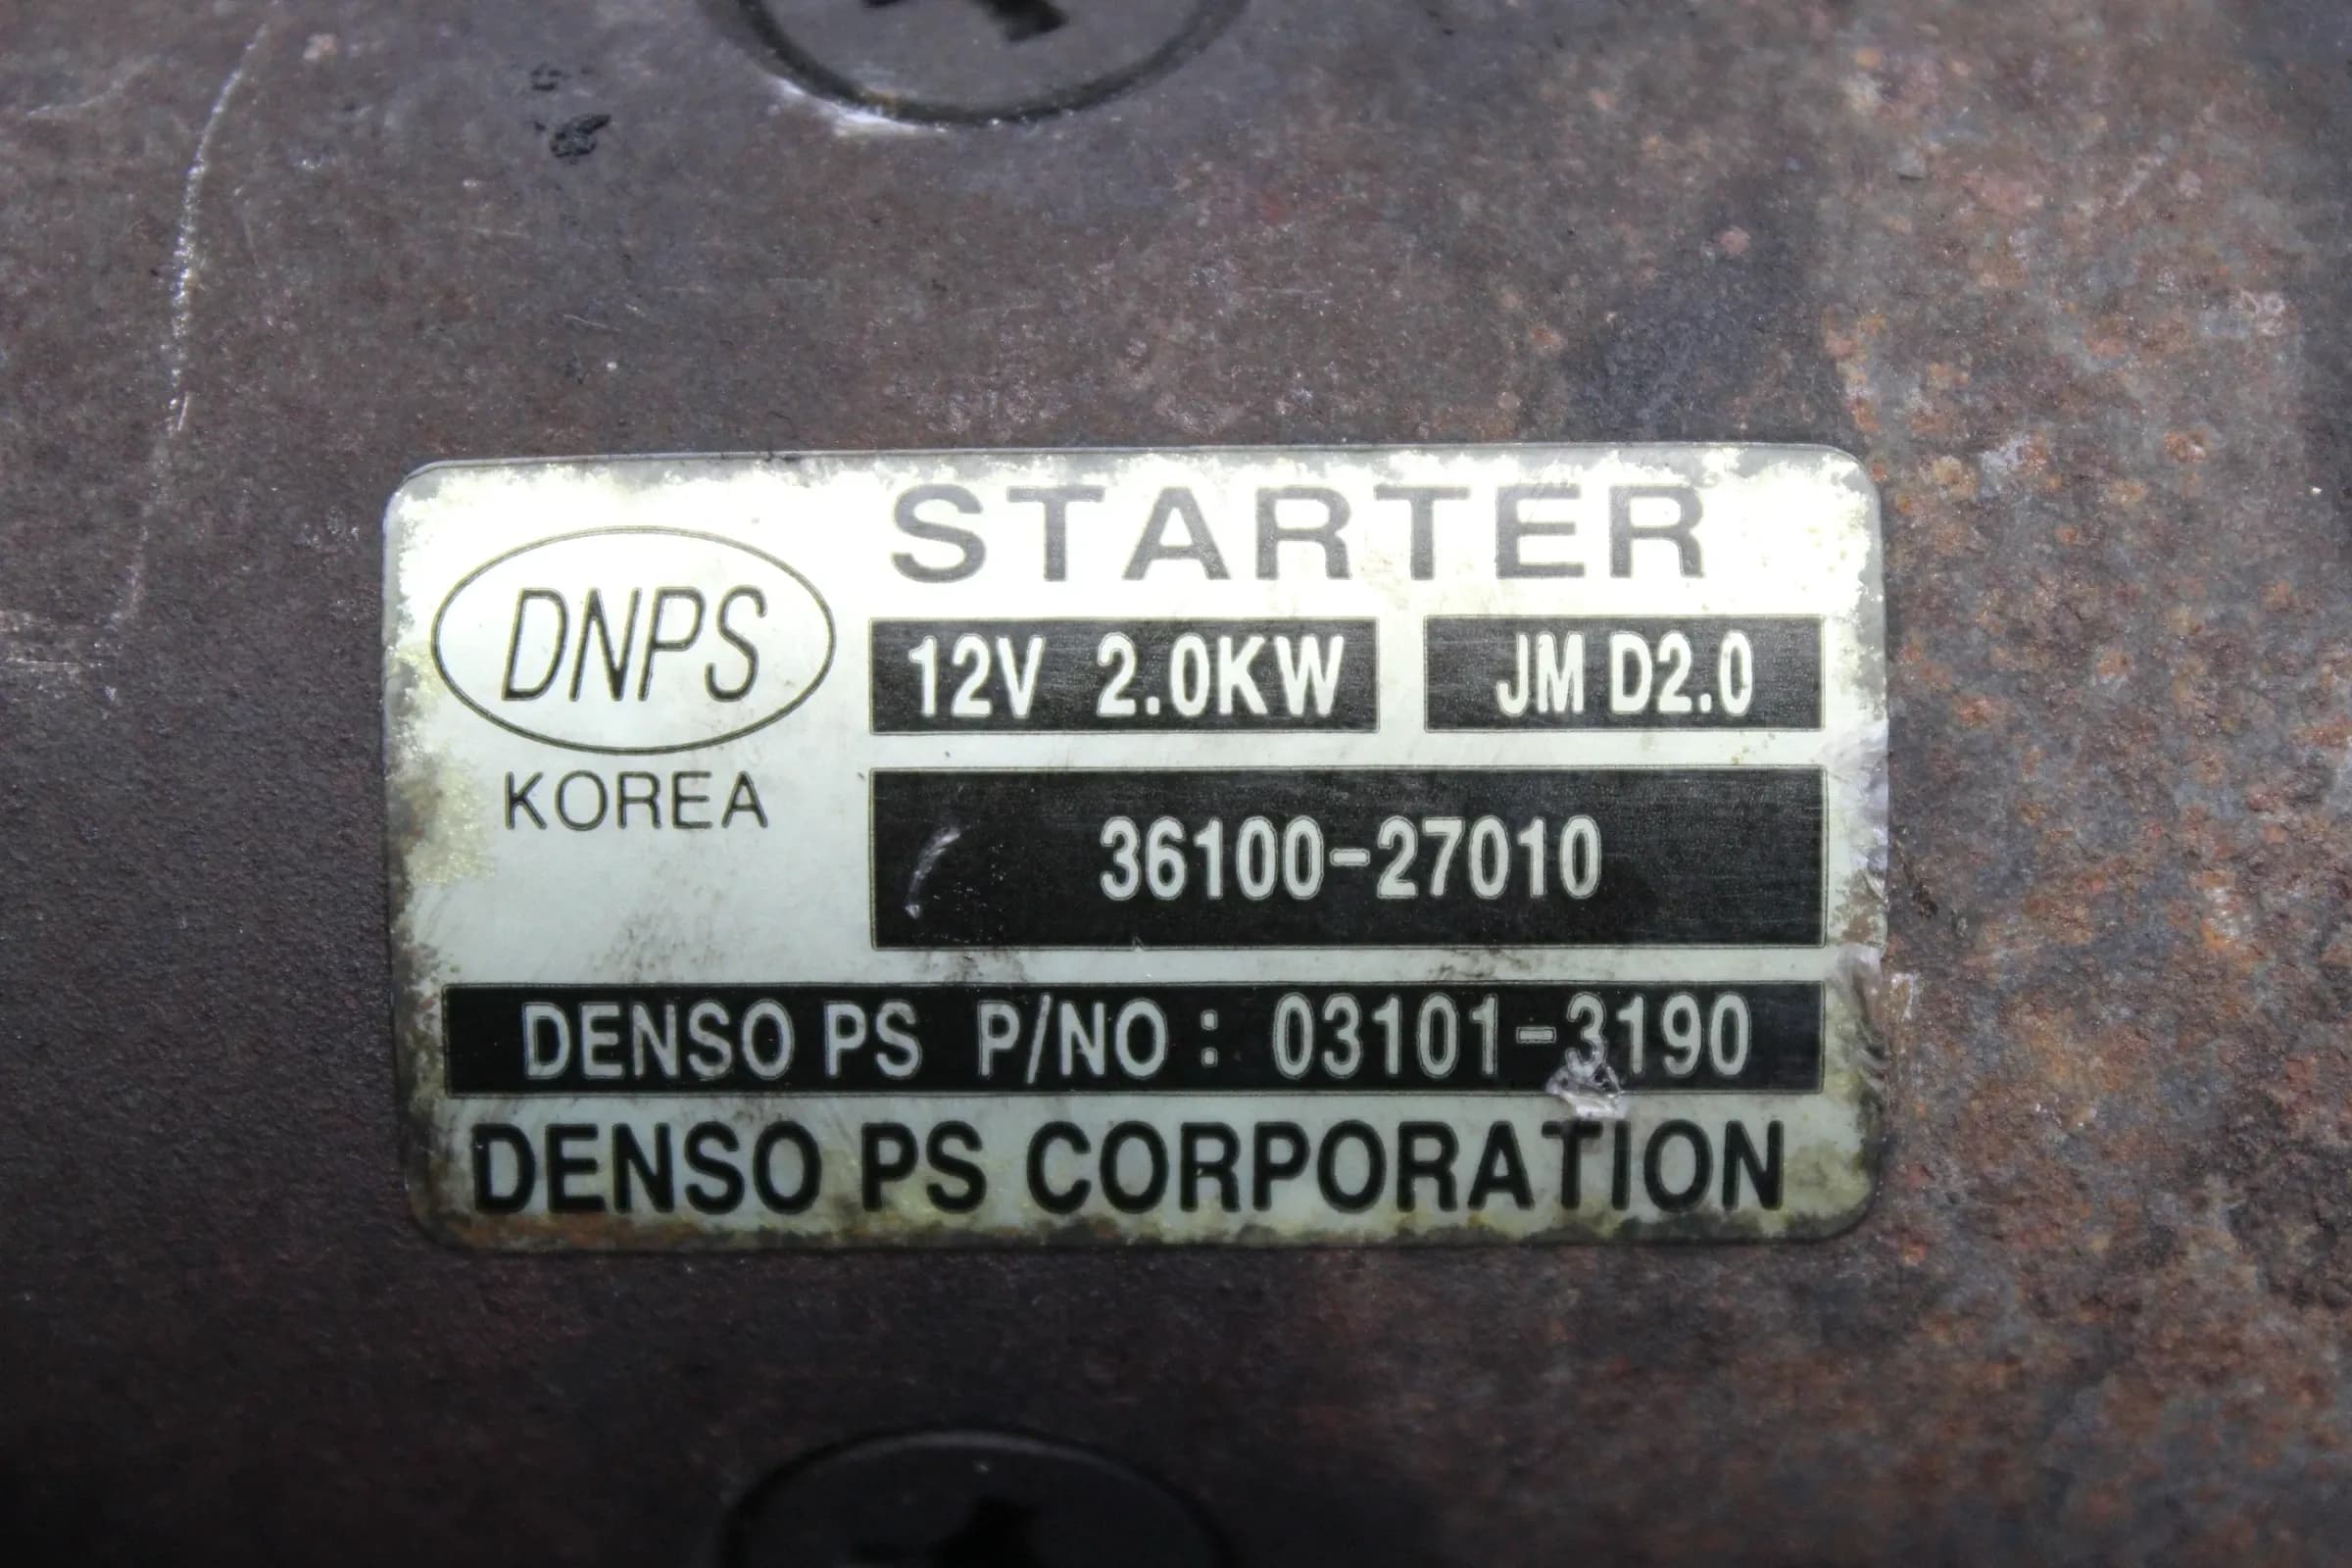 STARTER
DNPS
12V 2.0KW JM D2.0
KOREA
36100-27010
DENSO PS P/NO : 03101-3190
DENSO PS CORPORATION